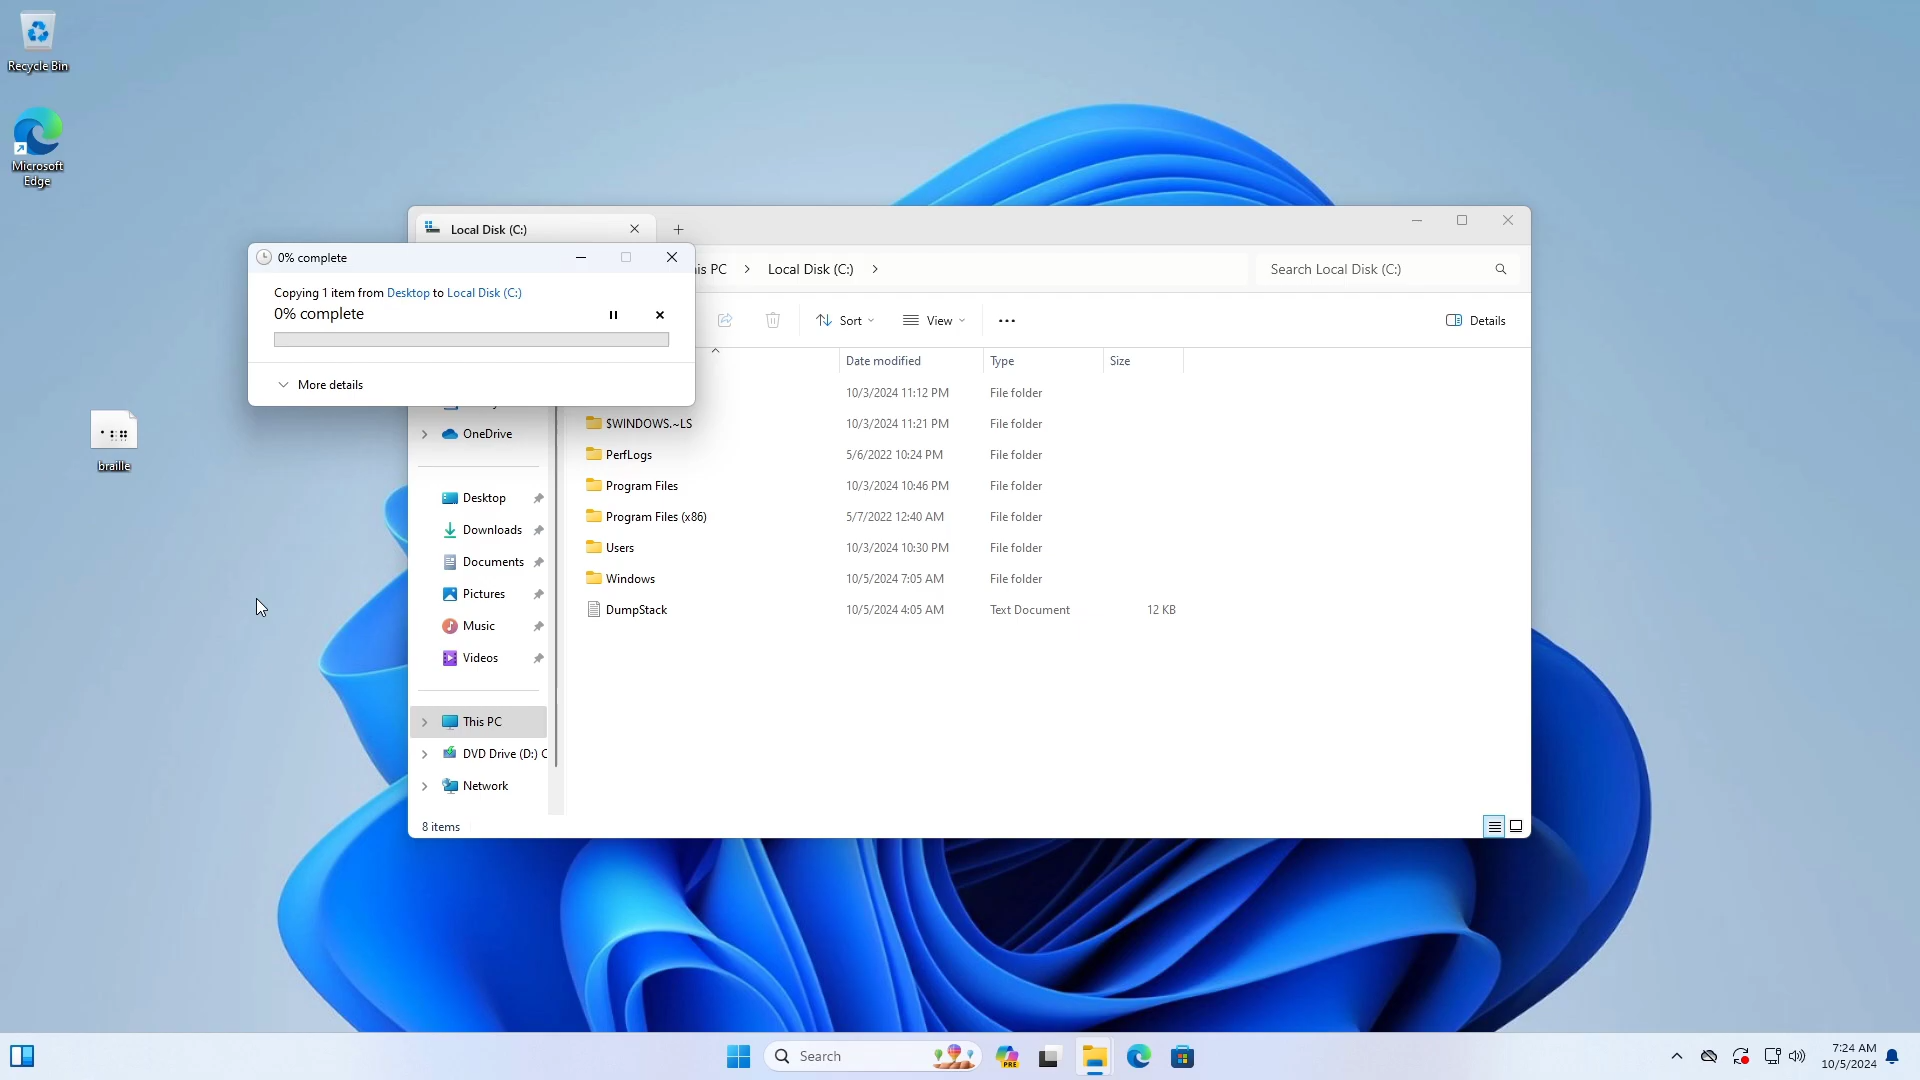 Recycle Bin
Microsoft
Edge
braille
Local Disk (C:)
0% complete
Copying 1 item from Desktop to Local Disk (C:)
0% complete
More details
is PC > Local Disk (C:) >
Search Local Disk (C:)
Sort
View
Details
Date modified Type Size
10/3/2024 11:12 PM File folder
$WINDOWS.~LS 10/3/2024 11:21 PM File folder
PerfLogs 5/6/2022 10:24 PM File folder
Program Files 10/3/2024 10:46 PM File folder
Program Files (x86) 5/7/2022 12:40 AM File folder
Users 10/3/2024 10:30 PM File folder
Windows 10/5/2024 7:05 AM File folder
DumpStack 10/5/2024 4:05 AM Text Document 12 KB
OneDrive
Desktop
Downloads
Documents
Pictures
Music
Videos
This PC
DVD Drive (D:) C
Network
8 items
Search
PRE
7:24 AM
10/5/2024